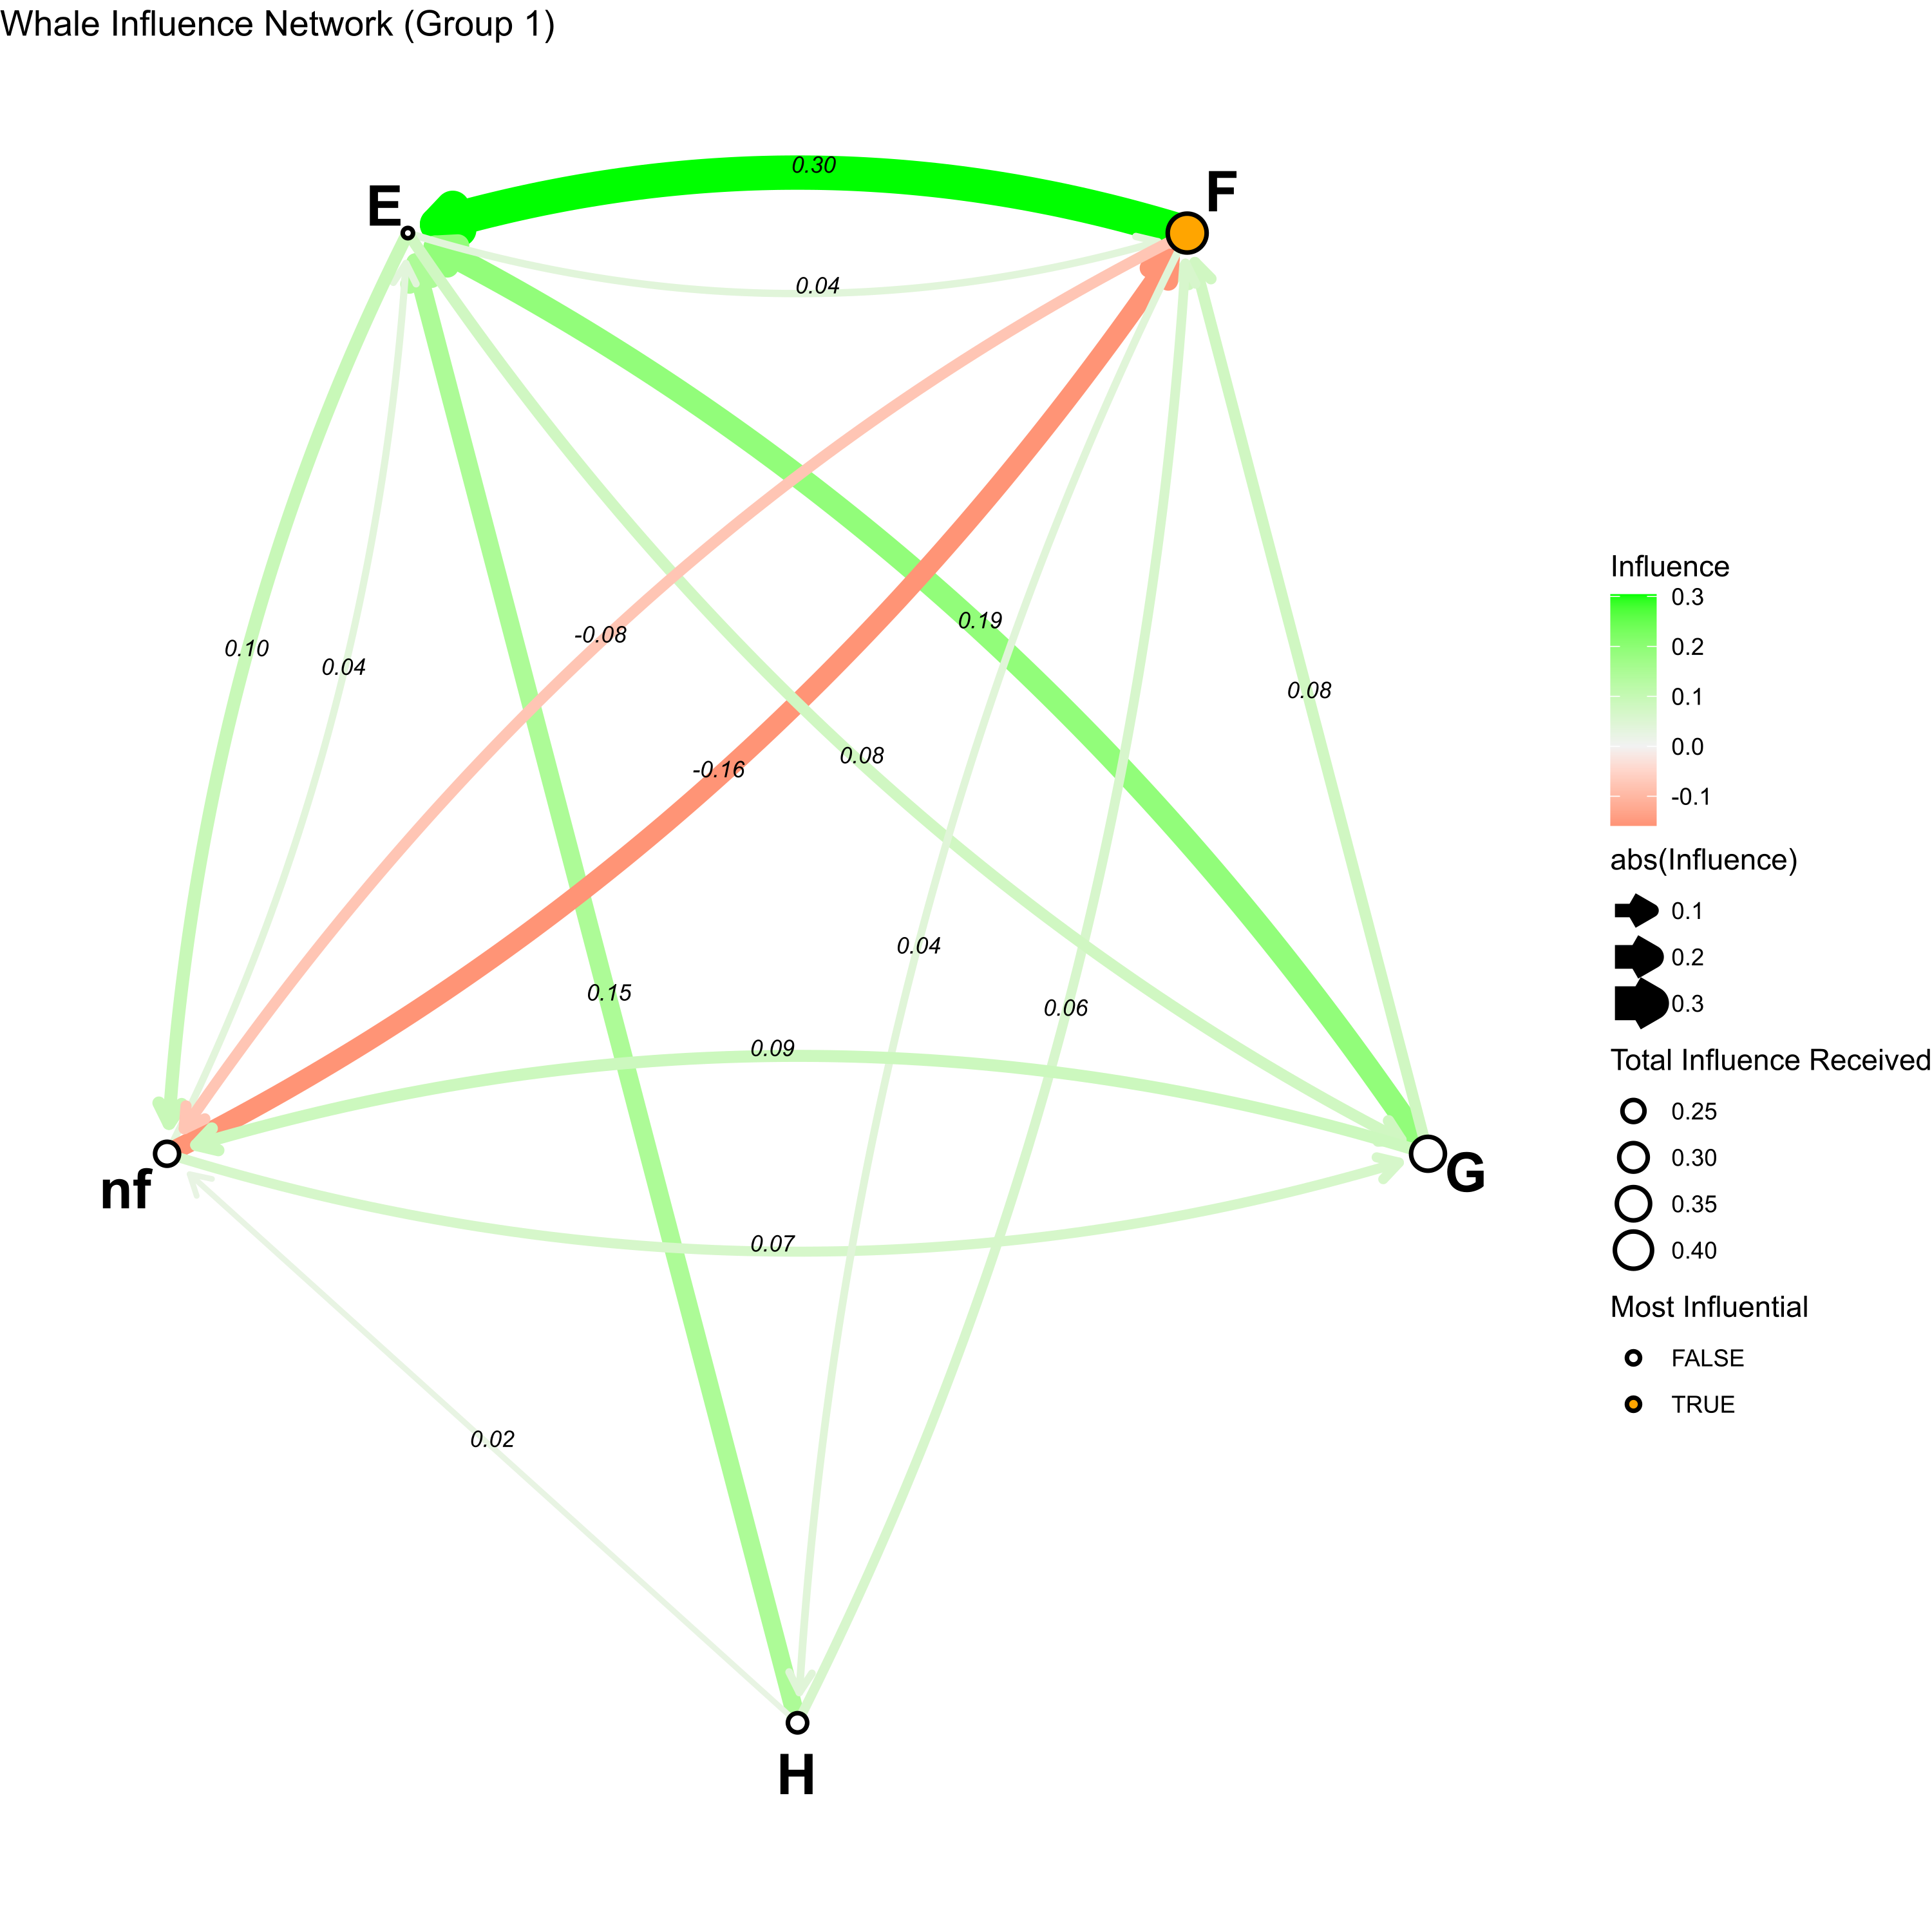 Whale Influence Network (Group 1)
0.30
E
F
0.04
0.10
0.04
-0.08
0.19
0.08
-0.16
0.08
0.04
0.15
0.06
0.09
nf
G
0.07
0.02
H
Influence
0.3
0.2
0.1
0.0
-0.1
abs(Influence)
0.1
0.2
0.3
Total Influence Received
0.25
0.30
0.35
0.40
Most Influential
FALSE
TRUE